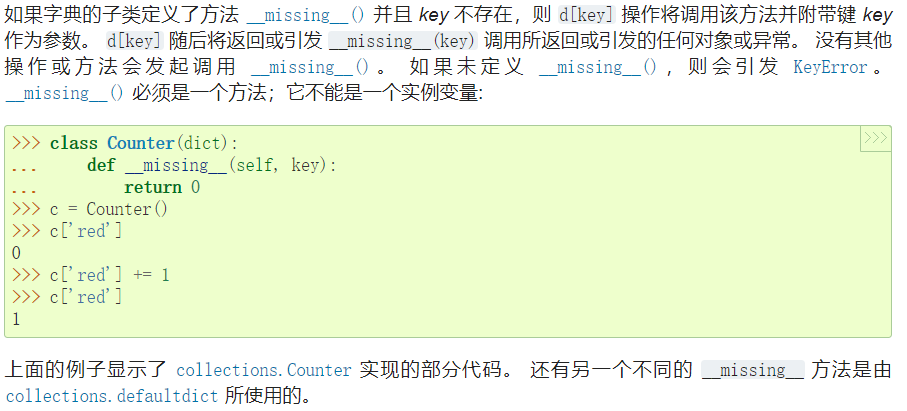 如果字典的子类定义了方法 __missing__() 并且 key 不存在，则 d[key] 操作将调用该方法并附带键 key
作为参数。 d[key] 随后将返回或引发 __missing__(key) 调用所返回或引发的任何对象或异常。 没有其他
操作或方法会发起调用 __missing__()。 如果未定义 __missing__()，则会引发 KeyError。
__missing__() 必须是一个方法；它不能是一个实例变量:
>>>
>>> class Counter(dict):
...     def __missing__(self, key):
...         return 0
>>> c = Counter()
>>> c['red']
0
>>> c['red'] += 1
>>> c['red']
1
上面的例子显示了 collections.Counter 实现的部分代码。 还有另一个不同的 __missing__ 方法是由
collections.defaultdict 所使用的。